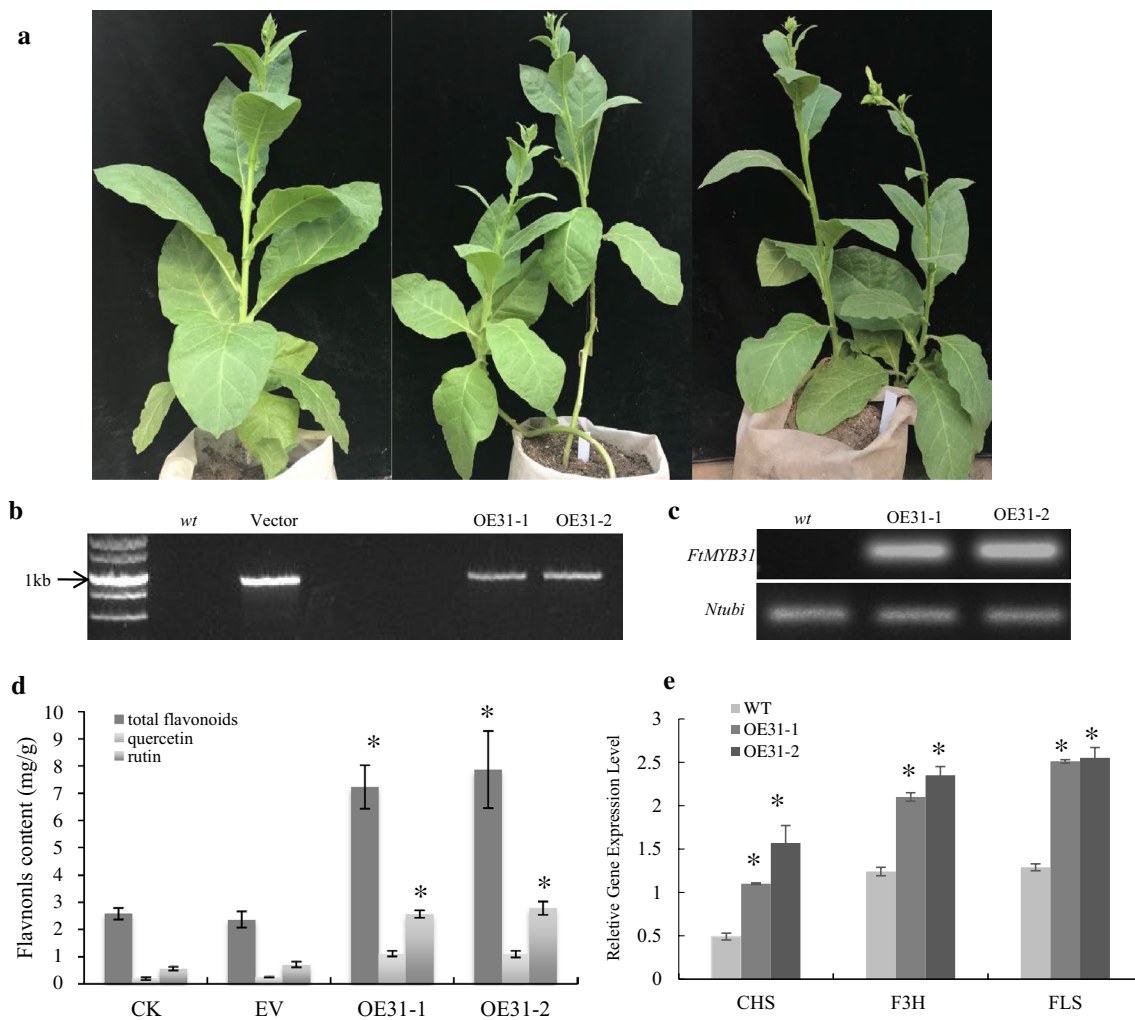 a
b
wt Vector OE31-1 OE31-2
1kb
c
wt OE31-1 OE31-2
FtMYB31
Ntubi
d
Flavnonls content (mg/g)
10
9
8
7
6
5
4
3
2
1
0
total flavonoids
quercetin
rutin
* * * *
CK EV OE31-1 OE31-2
e
Reletive Gene Expression Level
3
2.5
2
1.5
1
0.5
0
WT
OE31-1
OE31-2
* * * * * *
CHS F3H FLS